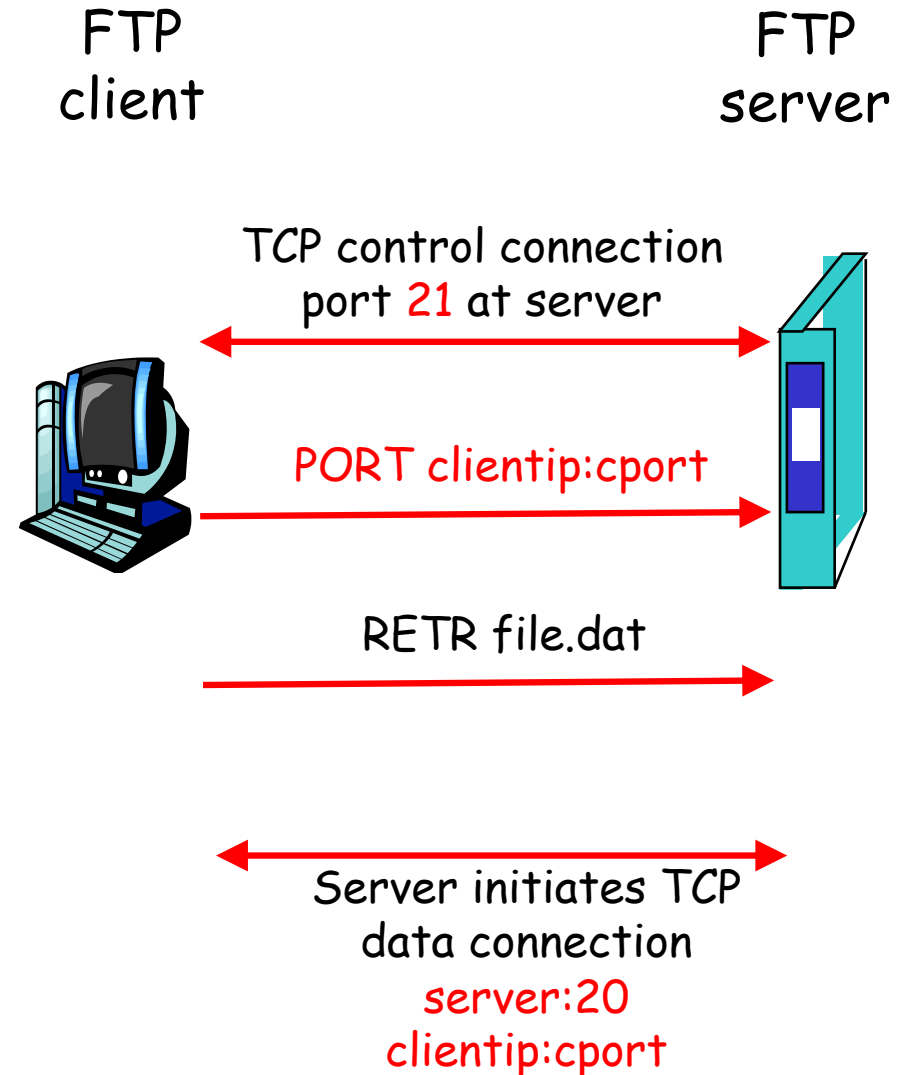 FTP
client
FTP
server
TCP control connection
port 21 at server
PORT clientip:cport
RETR file.dat
Server initiates TCP
data connection
server:20
clientip:cport